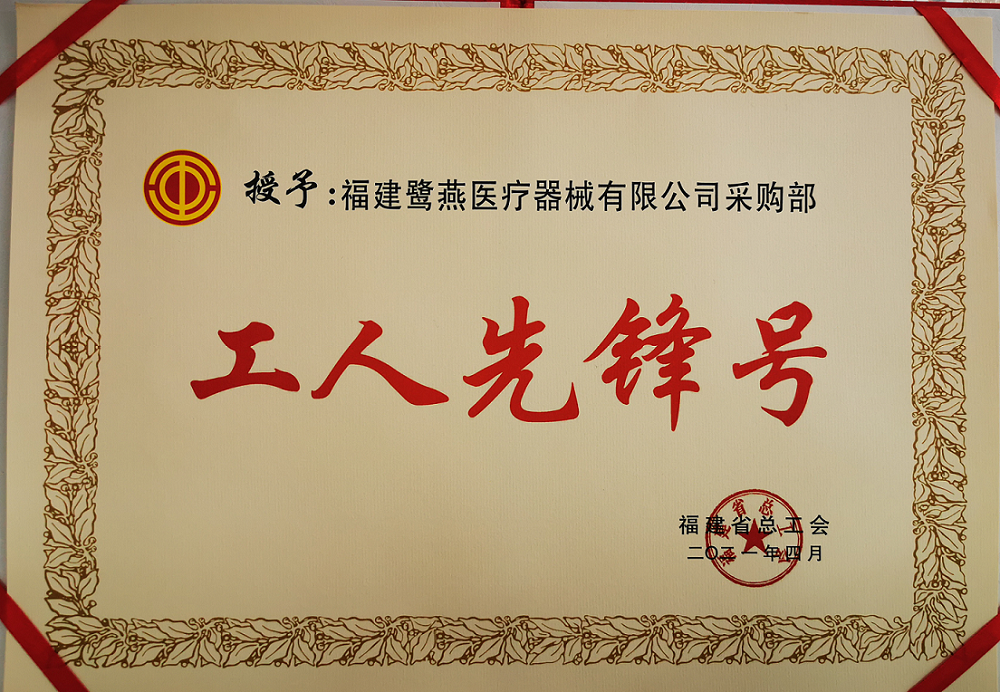 授予:福建鹭燕医疗器械有限公司采购部
工人先锋号
福建省总工会
二〇二一年四月